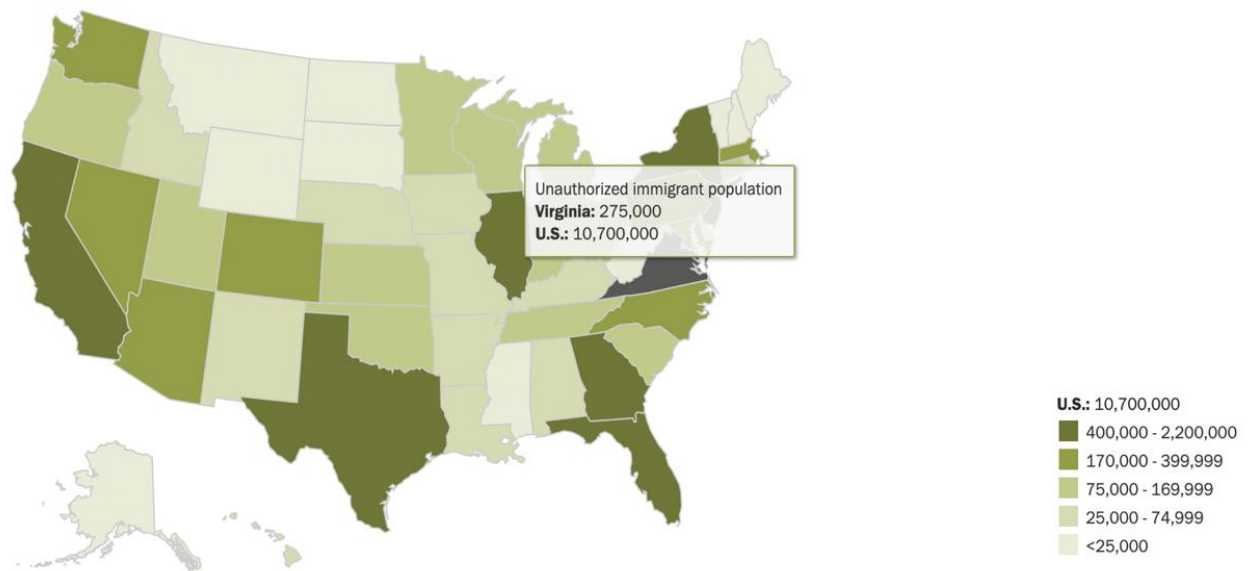 Unauthorized immigrant population
Virginia: 275,000
U.S.: 10,700,000
U.S.: 10,700,000
400,000 - 2,200,000
170,000 - 399,999
75,000 - 169,999
25,000 - 74,999
<25,000